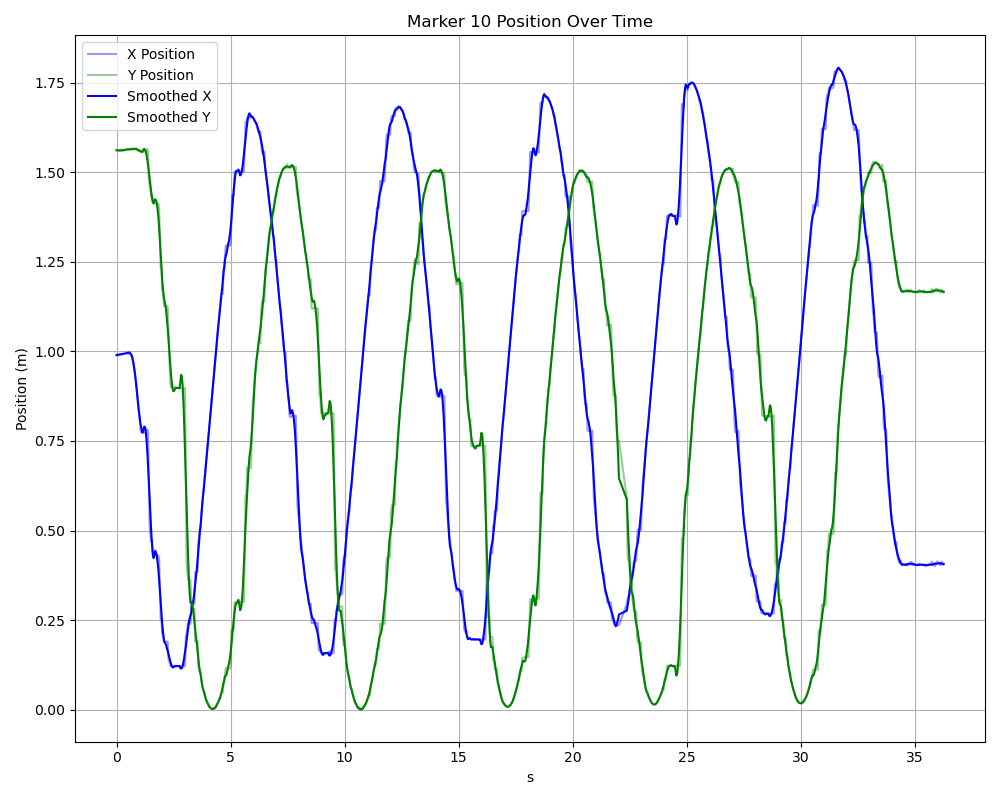 Marker 10 Position Over Time
X Position
Y Position
Smoothed X
Smoothed Y
Position (m)
1.75
1.50
1.25
1.00
0.75
0.50
0.25
0.00
0 5 10 15 20 25 30 35
s